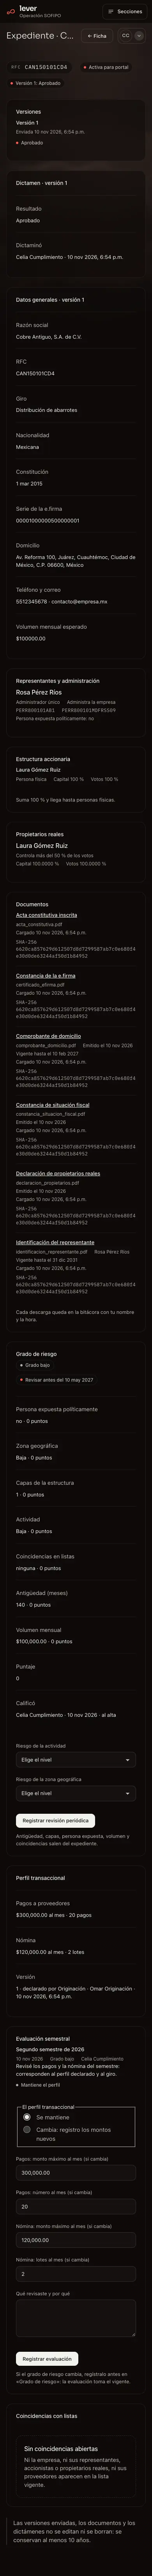 lever
Operación SOFIPO
Secciones
Expediente · C...
← Ficha
CC
RFC CAN150101CD4
Activa para portal
Versión 1: Aprobado
Versiones
Versión 1
Enviada 10 nov 2026, 6:54 p.m.
Aprobado
Dictamen · versión 1
Resultado
Aprobado
Dictaminó
Celia Cumplimiento · 10 nov 2026, 6:54 p.m.
Datos generales · versión 1
Razón social
Cobre Antiguo, S.A. de C.V.
RFC
CAN150101CD4
Giro
Distribución de abarrotes
Nacionalidad
Mexicana
Constitución
1 mar 2015
Serie de la e.firma
00001000000500000001
Domicilio
Av. Reforma 100, Juárez, Cuauhtémoc, Ciudad de
México, C.P. 06600, México
Teléfono y correo
5512345678 · contacto@empresa.mx
Volumen mensual esperado
$100000.00
Representantes y administración
Rosa Pérez Ríos
Administrador único Administra la empresa
Persona expuesta políticamente: no
Estructura accionaria
Laura Gómez Ruiz
Persona física Capital 100 % Votos 100 %
Suma 100 % y llega hasta personas físicas.
Propietarios reales
Laura Gómez Ruiz
Controla más del 50 % de los votos
Capital 100.0000 % Votos 100.0000 %
Documentos
Acta constitutiva inscrita
acta_constitutiva.pdf
Cargado 10 nov 2026, 6:54 p.m.
SHA-256
Constancia de la e.firma
certificado_efirma.pdf
Cargado 10 nov 2026, 6:54 p.m.
SHA-256
Comprobante de domicilio
comprobante_domicilio.pdf Emitido el 10 nov 2026
Vigente hasta el 10 feb 2027
Cargado 10 nov 2026, 6:54 p.m.
SHA-256
Constancia de situación fiscal
constancia_situacion_fiscal.pdf
Emitido el 10 nov 2026
Cargado 10 nov 2026, 6:54 p.m.
SHA-256
Declaración de propietarios reales
declaracion_propietarios.pdf
Emitido el 10 nov 2026
Cargado 10 nov 2026, 6:54 p.m.
SHA-256
Identificación del representante
identificacion_representante.pdf Rosa Pérez Ríos
Vigente hasta el 31 dic 2031
Cargado 10 nov 2026, 6:54 p.m.
SHA-256
Cada descarga queda en la bitácora con tu nombre
y la hora.
Grado de riesgo
Grado bajo
Revisar antes del 10 may 2027
Persona expuesta políticamente
no · 0 puntos
Zona geográfica
Baja · 0 puntos
Capas de la estructura
1 · 0 puntos
Actividad
Baja · 0 puntos
Coincidencias en listas
ninguna · 0 puntos
Antigüedad (meses)
140 · 0 puntos
Volumen mensual
$100,000.00 · 0 puntos
Puntaje
0
Calificó
Celia Cumplimiento · 10 nov 2026 · al alta
Riesgo de la actividad
Elige el nivel
Riesgo de la zona geográfica
Elige el nivel
Registrar revisión periódica
Antigüedad, capas, persona expuesta, volumen y
coincidencias salen del expediente.
Perfil transaccional
Pagos a proveedores
$300,000.00 al mes · 20 pagos
Nómina
$120,000.00 al mes · 2 lotes
Versión
1 · declarado por Originación · Omar Originación ·
10 nov 2026, 6:54 p.m.
Evaluación semestral
Segundo semestre de 2026
10 nov 2026 Grado bajo Celia Cumplimiento
Revisé los pagos y la nómina del semestre:
corresponden al perfil declarado y al giro.
Mantiene el perfil
El perfil transaccional
Se mantiene
Cambia: registro los montos
nuevos
Pagos: monto máximo al mes (si cambia)
300,000.00
Pagos: número al mes (si cambia)
20
Nómina: monto máximo al mes (si cambia)
120,000.00
Nómina: lotes al mes (si cambia)
2
Qué revisaste y por qué
Registrar evaluación
Si el grado de riesgo cambia, regístralo antes en
«Grado de riesgo»: la evaluación toma el vigente.
Coincidencias con listas
Sin coincidencias abiertas
Ni la empresa, ni sus representantes,
accionistas o propietarios reales, ni sus
proveedores aparecen en la lista
vigente.
Las versiones enviadas, los documentos y los
dictámenes no se editan ni se borran: se
conservan al menos 10 años.